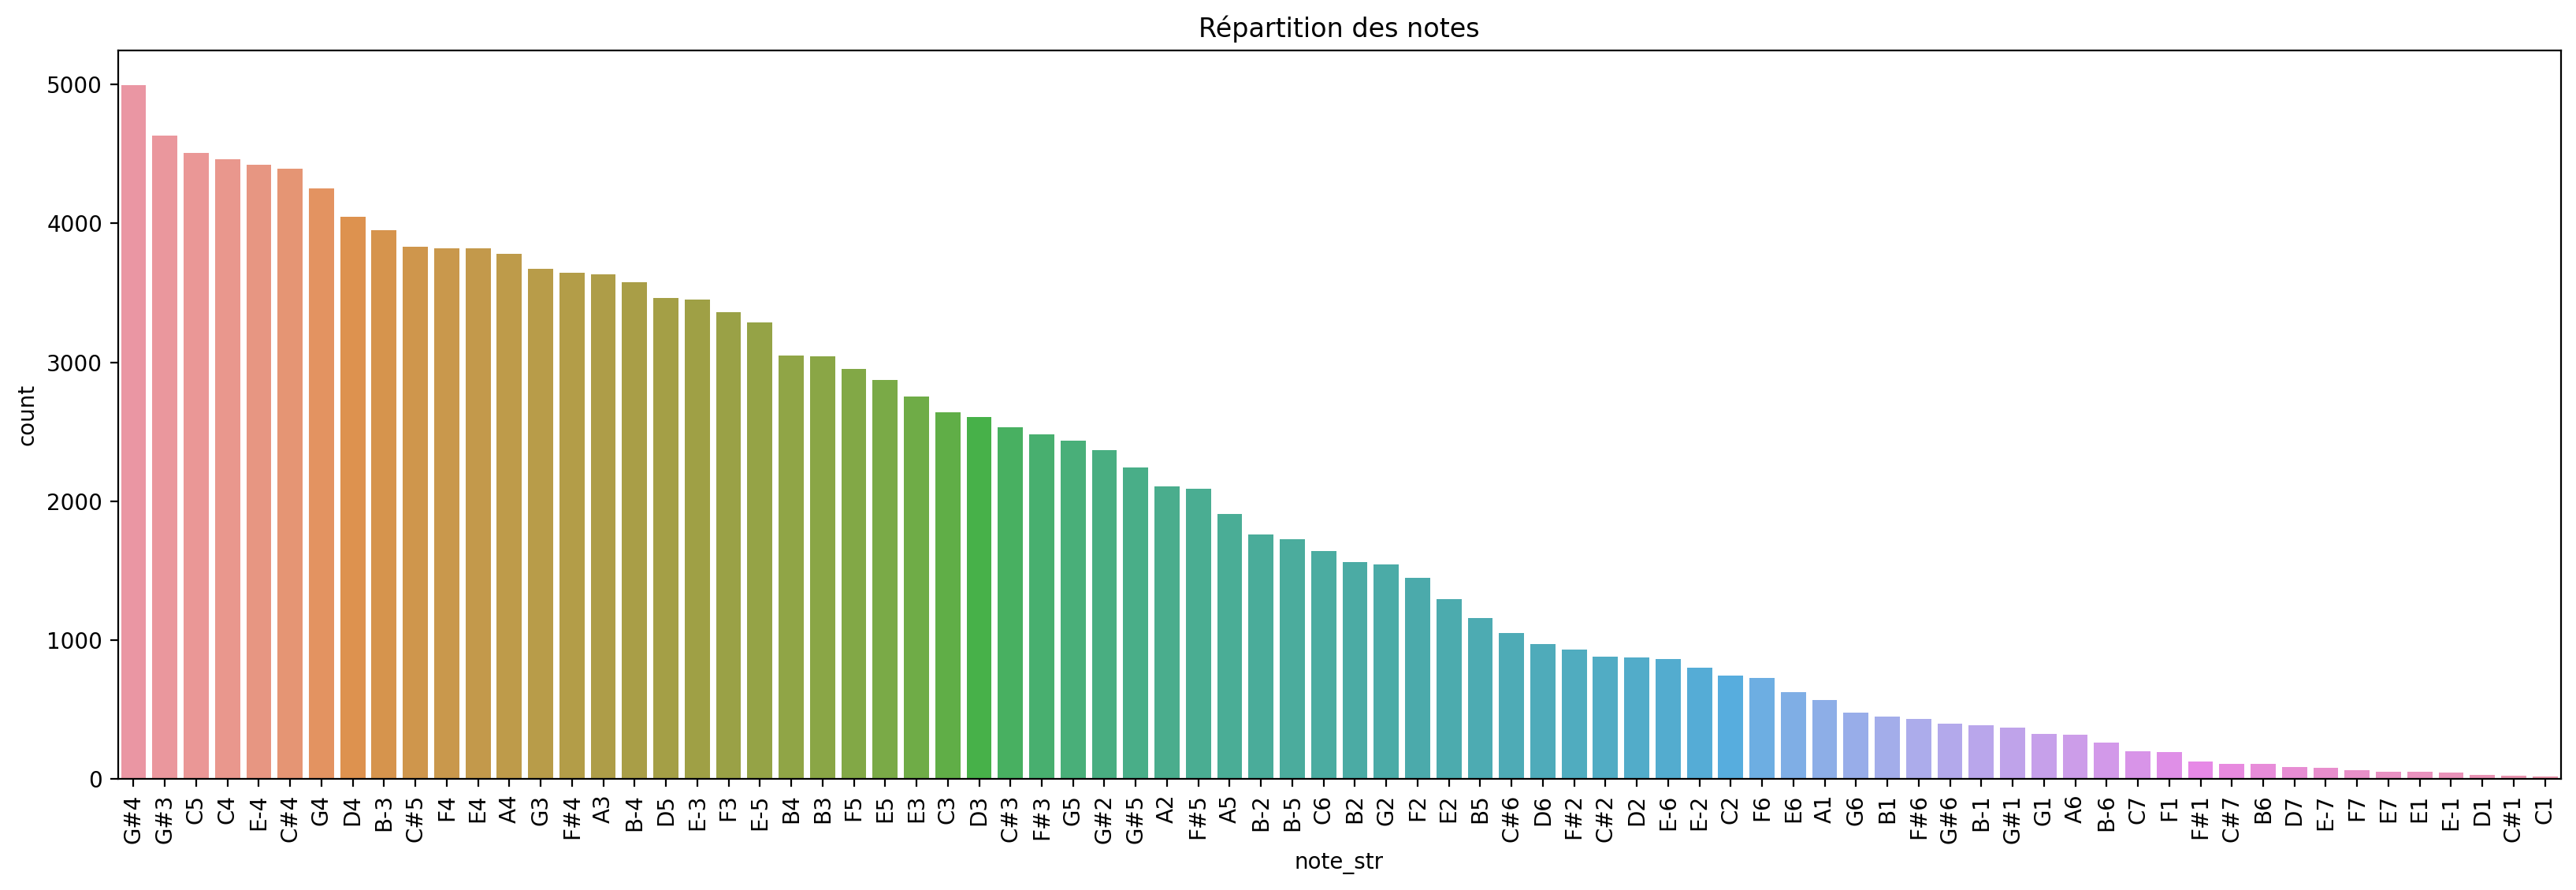 Répartition des notes
5000
4000
3000
2000
1000
0
count
G#4 G#3 C5 C4 E-4 C#4 G4 D4 B-3 C#5 F4 E4 A4 G3 F#4 A3 B-4 D5 E-3 F3 E-5 B4 B3 F5 E5 E3 C3 D3 C#3 F#3 G5 G#2 G#5 A2 F#5 A5 B-2 B-5 C6 B2 G2 F2 E2 B5 C#6 D6 F#2 C#2 D2 E-6 E-2 C2 F6 E6 A1 G6 B1 F#6 G#6 B-1 G#1 G1 A6 B-6 C7 F1 F#1 C#7 B6 D7 E-7 F7 E7 E1 E-1 D1 C#1 C1
note_str